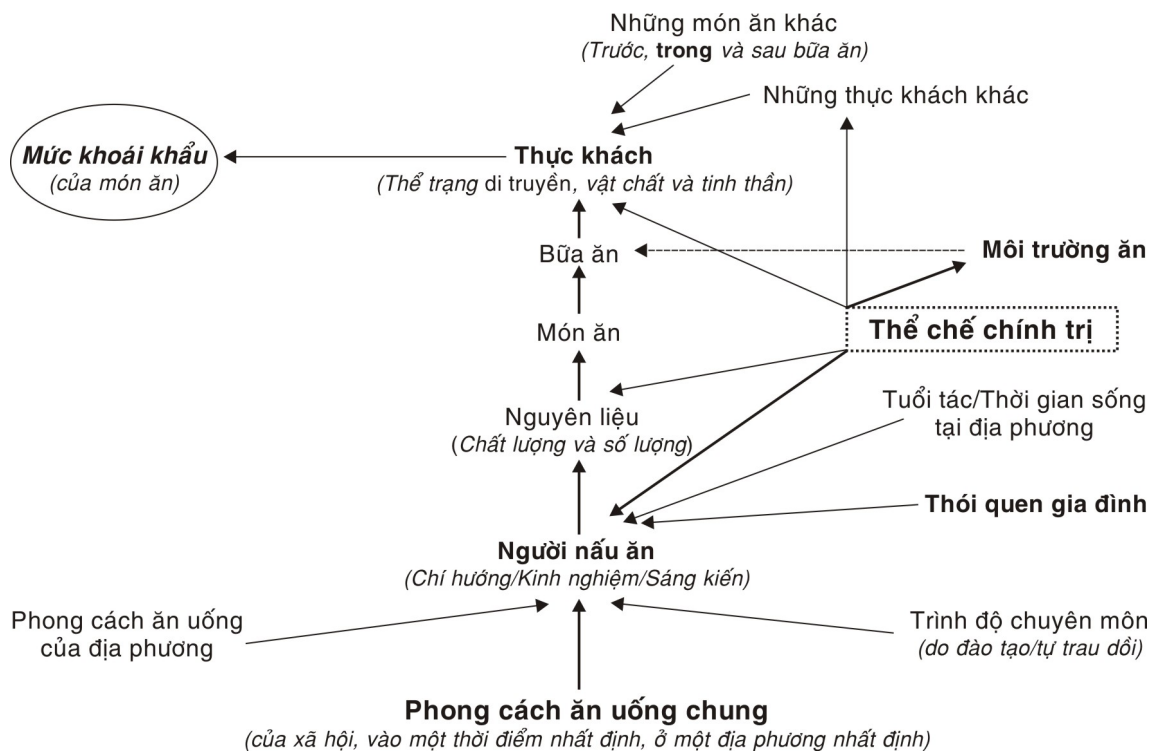 Những món ăn khác
(Trước, trong và sau bữa ăn)
Những thực khách khác
Mức khoái khẩu
(của món ăn)
Thực khách
(Thể trạng di truyền, vật chất và tinh thần)
Bữa ăn
Môi trường ăn
Món ăn
Thể chế chính trị
Nguyên liệu
(Chất lượng và số lượng)
Tuổi tác/Thời gian sống
tại địa phương
Thói quen gia đình
Người nấu ăn
(Chí hướng/Kinh nghiệm/Sáng kiến)
Phong cách ăn uống
của địa phương
Trình độ chuyên môn
(do đào tạo/tự trau dồi)
Phong cách ăn uống chung
(của xã hội, vào một thời điểm nhất định, ở một địa phương nhất định)